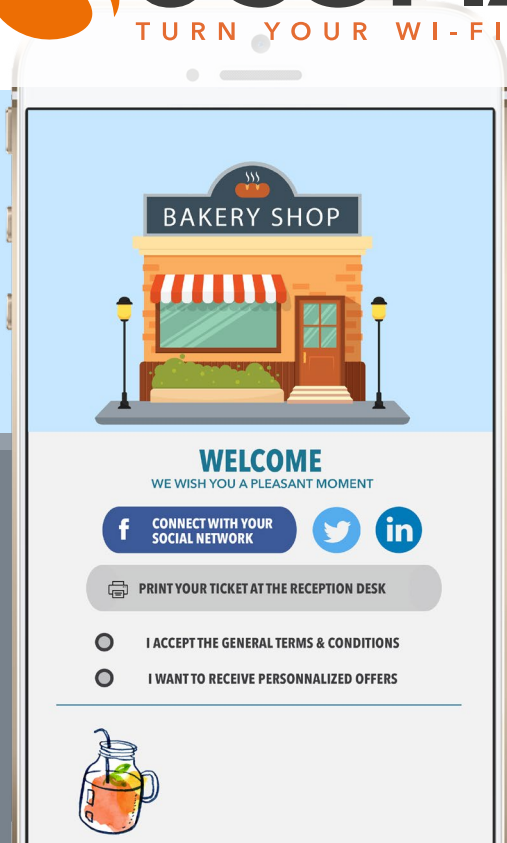 TURN YOUR WI-FI
BAKERY SHOP
WELCOME
WE WISH YOU A PLEASANT MOMENT
f CONNECT WITH YOUR
SOCIAL NETWORK
in
PRINT YOUR TICKET AT THE RECEPTION DESK
I ACCEPT THE GENERAL TERMS & CONDITIONS
I WANT TO RECEIVE PERSONNALIZED OFFERS